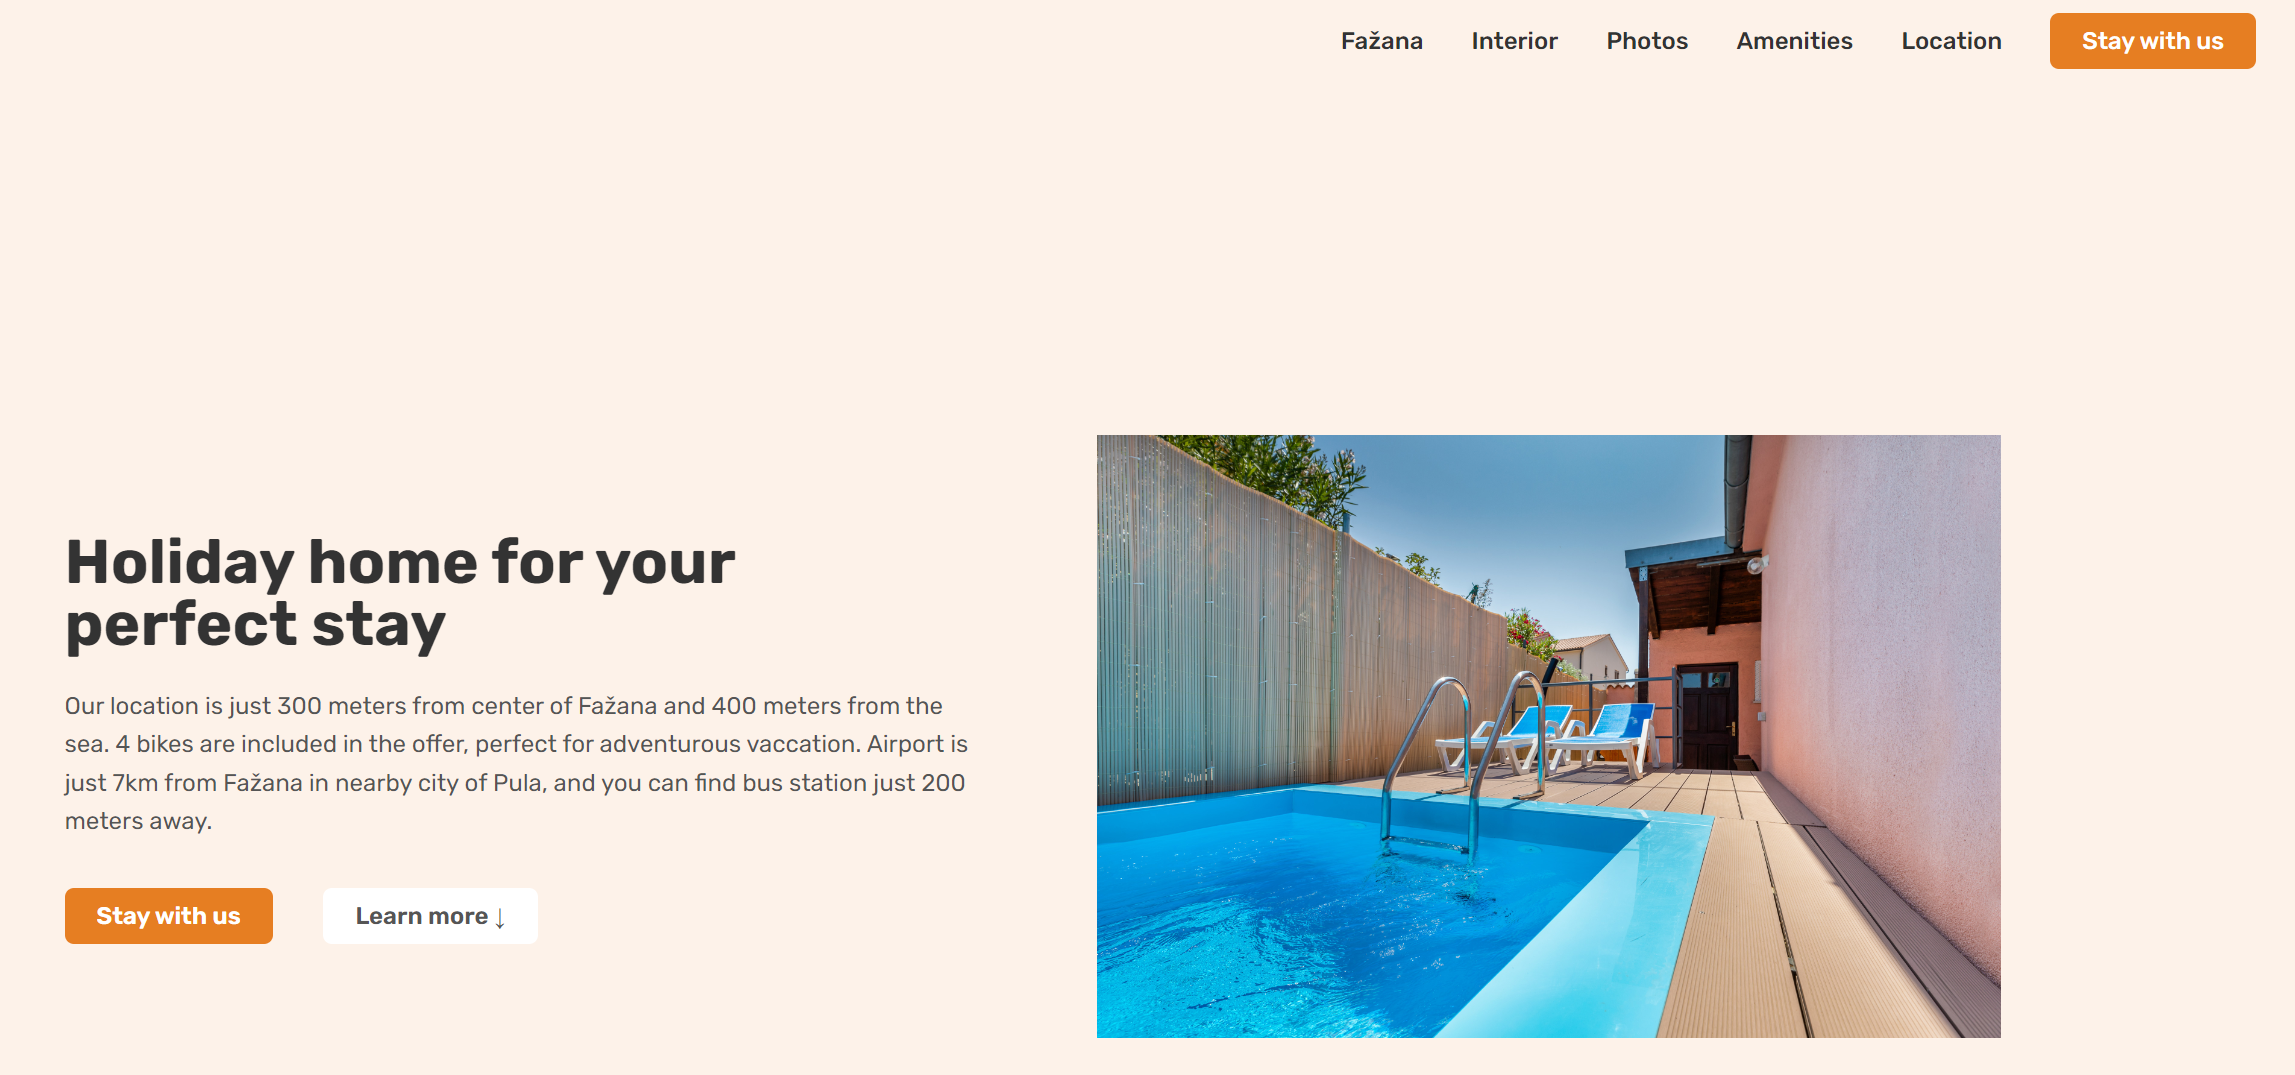 Fažana Interior Photos Amenities Location Stay with us
Holiday home for your
perfect stay
Our location is just 300 meters from center of Fažana and 400 meters from the
sea. 4 bikes are included in the offer, perfect for adventurous vaccation. Airport is
just 7km from Fažana in nearby city of Pula, and you can find bus station just 200
meters away.
Stay with us Learn more ↓